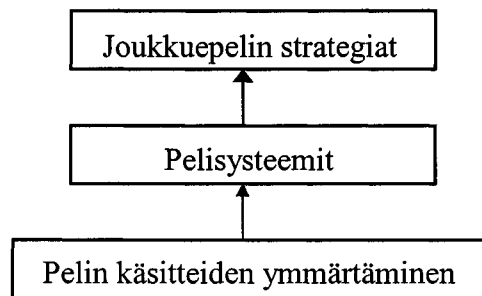 Joukkuepelin strategiat
Pelisysteemit
Pelin käsitteiden ymmärtäminen